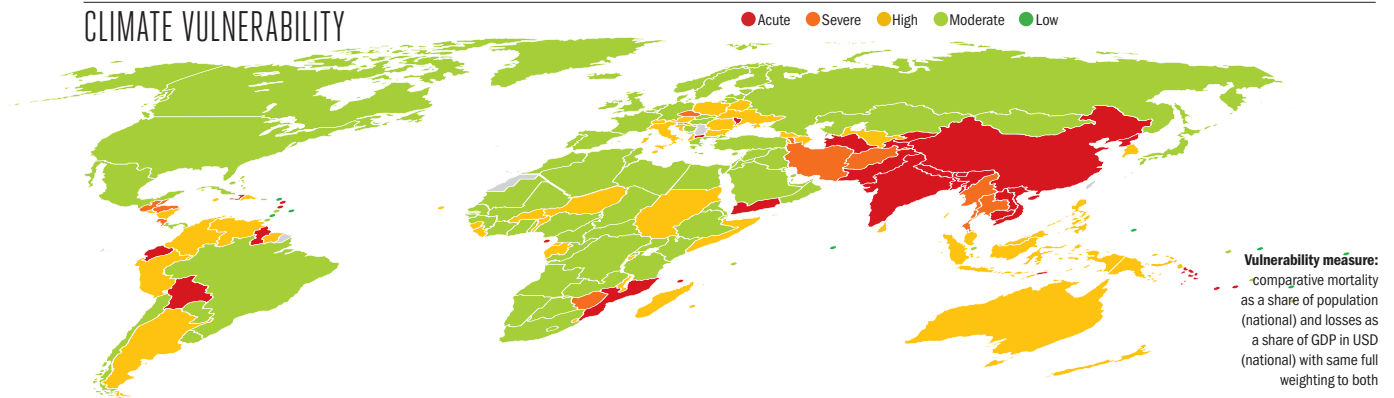 CLIMATE VULNERABILITY
Acute Severe High Moderate Low
Vulnerability measure:
comparative mortality
as a share of population
(national) and losses as
a share of GDP in USD
(national) with same full
weighting to both